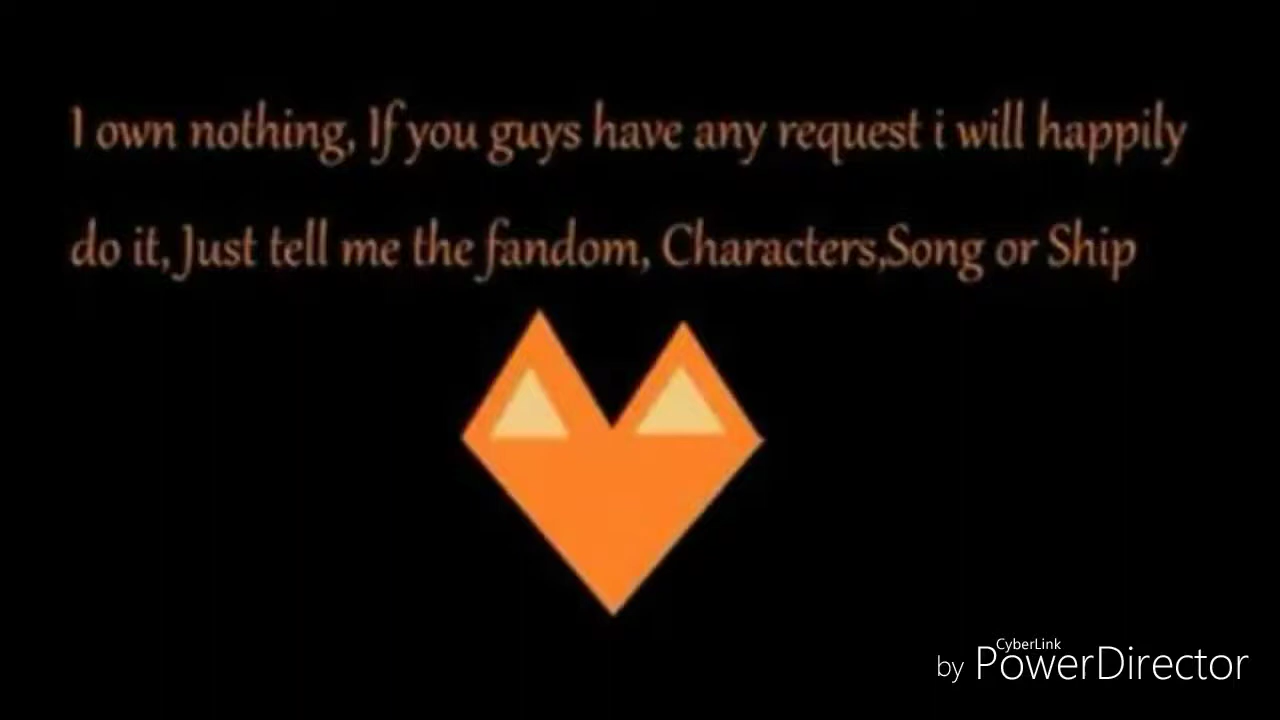 I own nothing, If you guys have any request i will happily
do it, Just tell me the fandom, Characters,Song or Ship
CyberLink
by PowerDirector